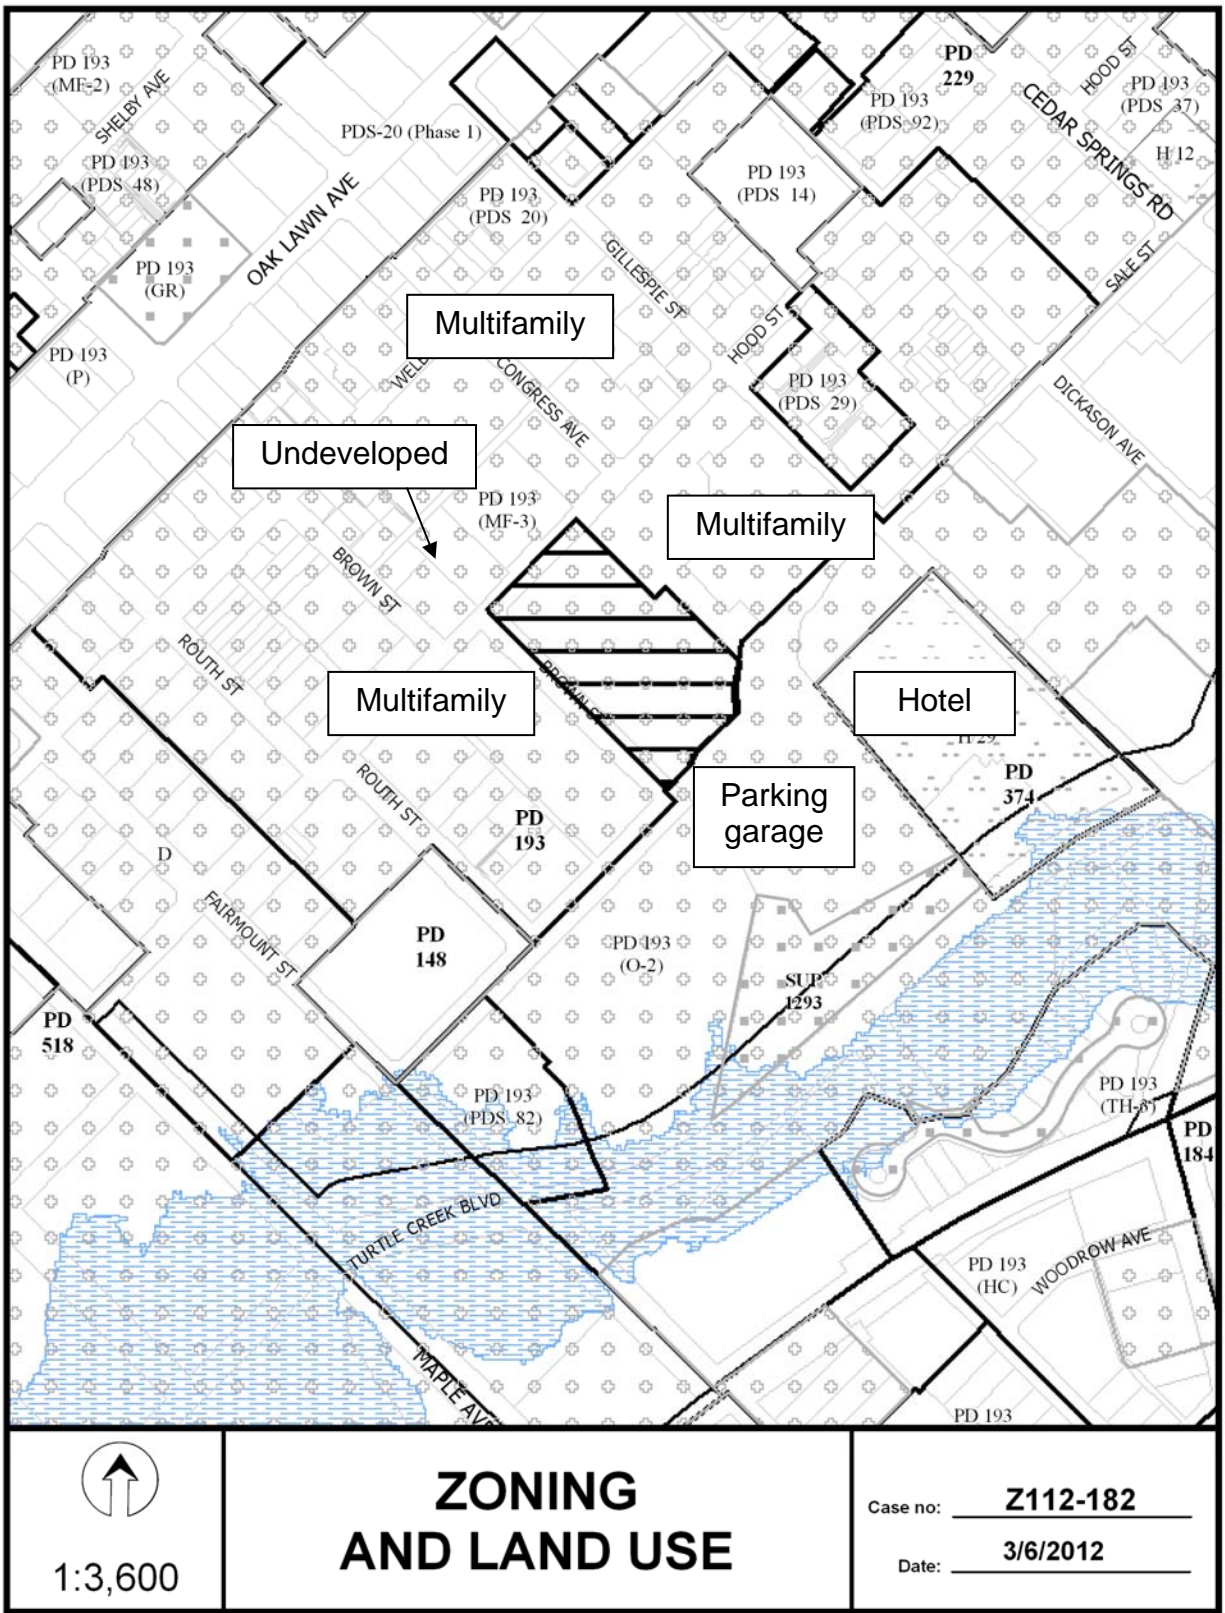 PD 193
(MF-2)
SHELBY AVE
PD 193
(PDS 48)
PD 193
(GR)
OAK LAWN AVE
PD 193
(P)
PDS-20 (Phase 1)
PD 193
(PDS 20)
PD
229
PD 193
(PDS 92)
HOOD ST
PD 193
(PDS 37)
CEDAR SPRINGS RD
H 12
PD 193
(PDS 14)
SALE ST
GILLESPIE ST
HOOD ST
Multifamily
CONGRESS AVE
PD 193
(PDS 29)
DICKASON AVE
Undeveloped
PD 193
(MF-3)
Multifamily
BROWN ST
ROUTH ST
BROWN ST
Multifamily
Hotel
H 29
PD
374
Parking
garage
ROUTH ST
PD
193
D
FAIRMOUNT ST
PD
148
PD 193
(O-2)
SUP
1293
PD
518
PD 193
(PDS 82)
PD 193
(TH-3)
PD
184
TURTLE CREEK BLVD
PD 193
(HC)
WOODROW AVE
MAPLE AVE
PD 193
1:3,600
ZONING
AND LAND USE
Case no: Z112-182
Date: 3/6/2012